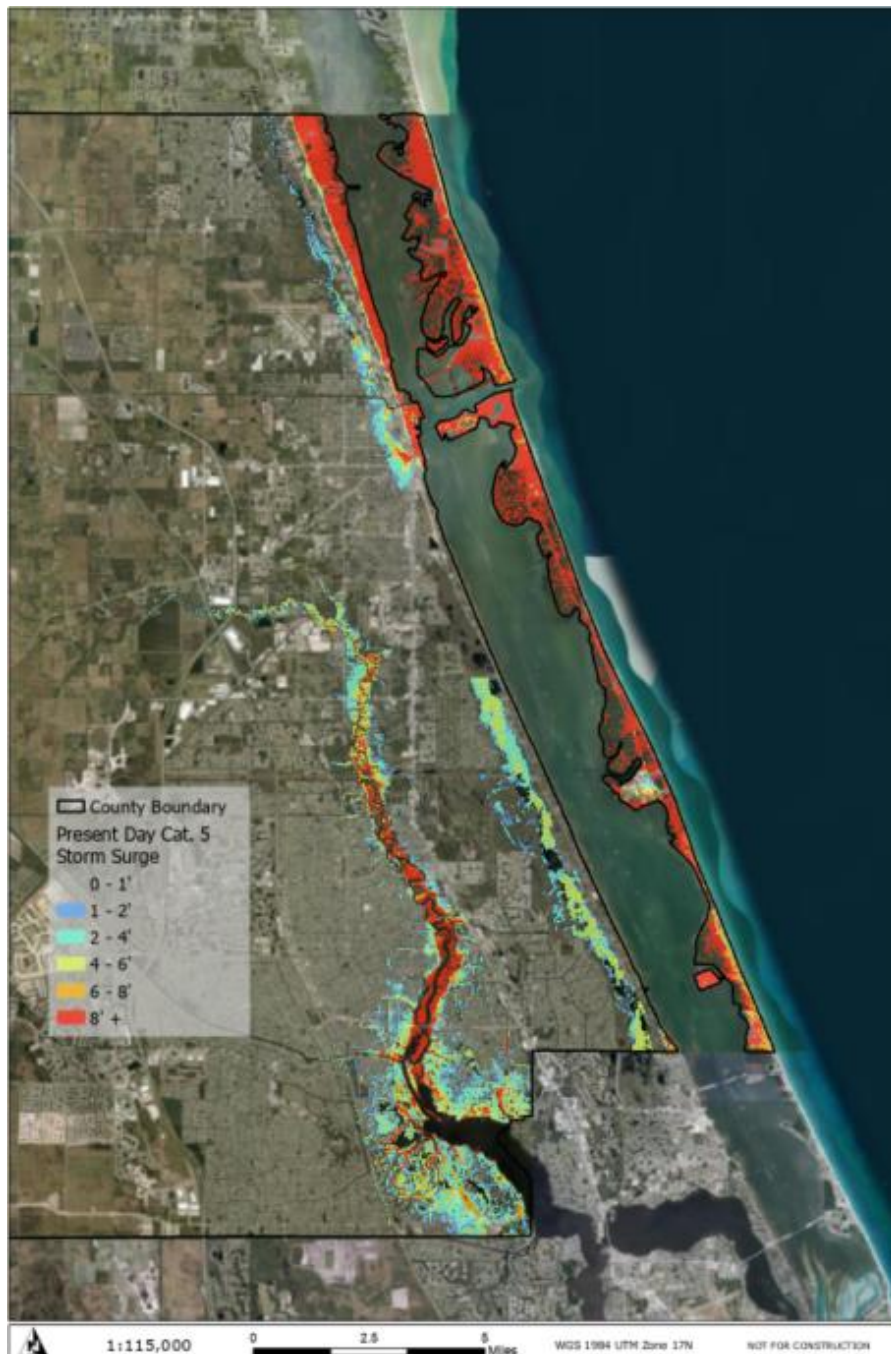 County Boundary
Present Day Cat. 5
Storm Surge
0 - 1'
1 - 2'
2 - 4'
4 - 6'
6 - 8'
8' +
1:115,000
0 2.5 5
Miles
WGS 1984 UTM Zone 17N
NOT FOR CONSTRUCTION